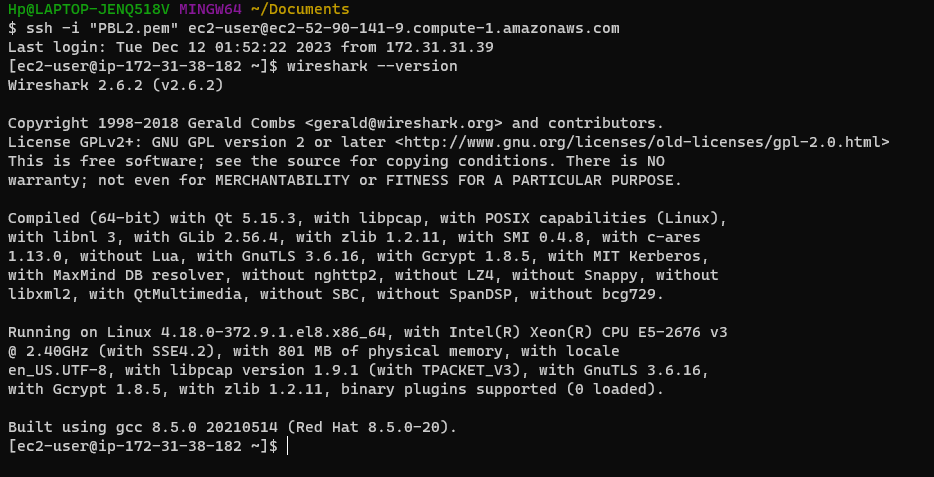 Hp@LAPTOP-JENQ518V MINGW64 ~/Documents
$ ssh -i "PBL2.pem" ec2-user@ec2-52-90-141-9.compute-1.amazonaws.com
Last login: Tue Dec 12 01:52:22 2023 from 172.31.31.39
[ec2-user@ip-172-31-38-182 ~]$ wireshark --version
Wireshark 2.6.2 (v2.6.2)
Copyright 1998-2018 Gerald Combs <gerald@wireshark.org> and contributors.
License GPLv2+: GNU GPL version 2 or later <http://www.gnu.org/licenses/old-licenses/gpl-2.0.html>
This is free software; see the source for copying conditions. There is NO
warranty; not even for MERCHANTABILITY or FITNESS FOR A PARTICULAR PURPOSE.
Compiled (64-bit) with Qt 5.15.3, with libpcap, with POSIX capabilities (Linux),
with libnl 3, with GLib 2.56.4, with zlib 1.2.11, with SMI 0.4.8, with c-ares
1.13.0, without Lua, with GnuTLS 3.6.16, with Gcrypt 1.8.5, with MIT Kerberos,
with MaxMind DB resolver, without nghttp2, without LZ4, without Snappy, without
libxml2, with QtMultimedia, without SBC, without SpanDSP, without bcg729.
Running on Linux 4.18.0-372.9.1.el8.x86_64, with Intel(R) Xeon(R) CPU E5-2676 v3
@ 2.40GHz (with SSE4.2), with 801 MB of physical memory, with locale
en_US.UTF-8, with libpcap version 1.9.1 (with TPACKET_V3), with GnuTLS 3.6.16,
with Gcrypt 1.8.5, with zlib 1.2.11, binary plugins supported (0 loaded).
Built using gcc 8.5.0 20210514 (Red Hat 8.5.0-20).
[ec2-user@ip-172-31-38-182 ~]$